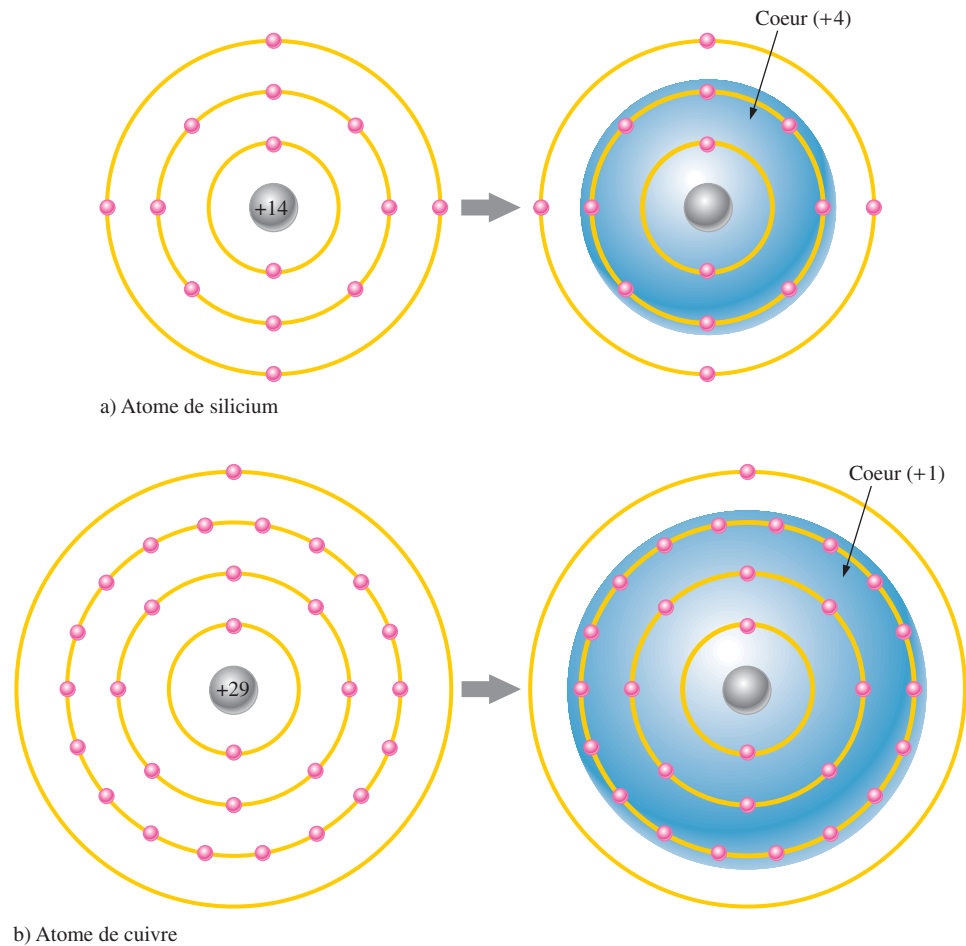 Coeur (+4)
+14
a) Atome de silicium
Coeur (+1)
+29
b) Atome de cuivre